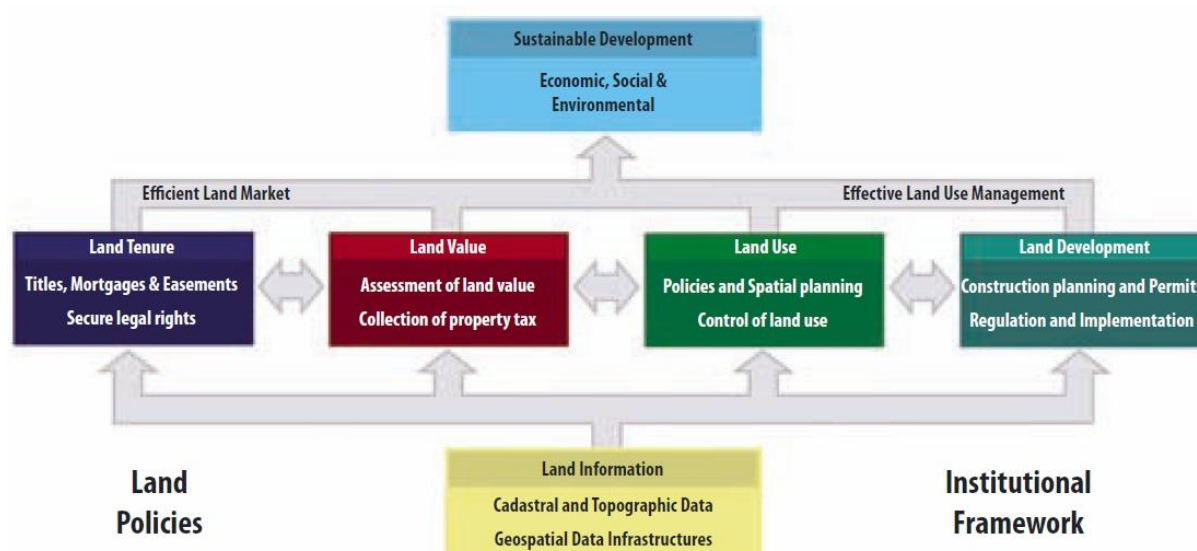 Sustainable Development
Economic, Social &
Environmental
Efficient Land Market
Effective Land Use Management
Land Tenure
Titles, Mortgages & Easements
Secure legal rights
Land Value
Assessment of land value
Collection of property tax
Land Use
Policies and Spatial planning
Control of land use
Land Development
Construction planning and Permits
Regulation and Implementation
Land
Policies
Land Information
Cadastral and Topographic Data
Geospatial Data Infrastructures
Institutional
Framework